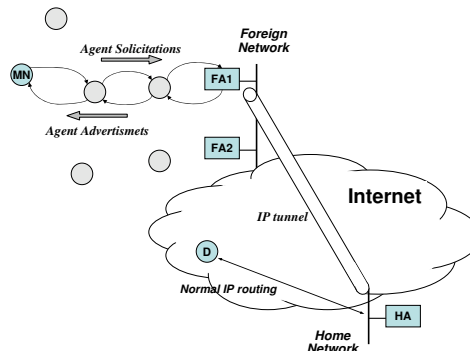 Foreign
Network
Agent Solicitations
MN
FA1
Agent Advertismets
FA2
Internet
IP tunnel
D
Normal IP routing
HA
Home
Network